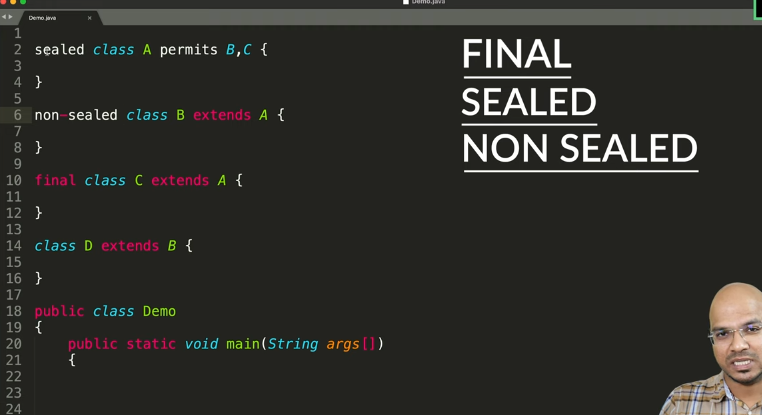 Demo.java
Demo.java
1
2 sealed class A permits B,C {
3
4 }
5
6 non-sealed class B extends A {
7
8 }
9
10 final class C extends A {
11
12 }
13
14 class D extends B {
15
16 }
17
18 public class Demo
19 {
20 public static void main(String args[])
21 {
22
23
24
FINAL
SEALED
NON SEALED